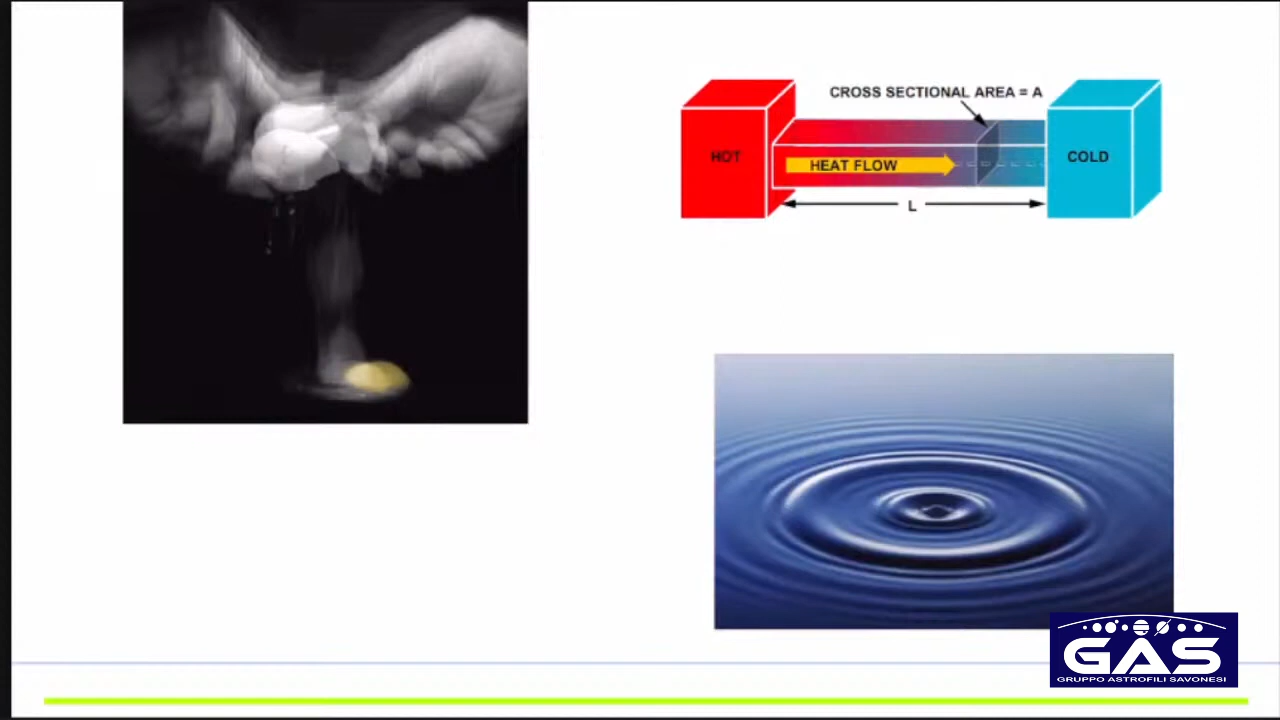 CROSS SECTIONAL AREA = A
HOT
HEAT FLOW
COLD
L
GAS
GRUPPO ASTROFILI SAVONESI